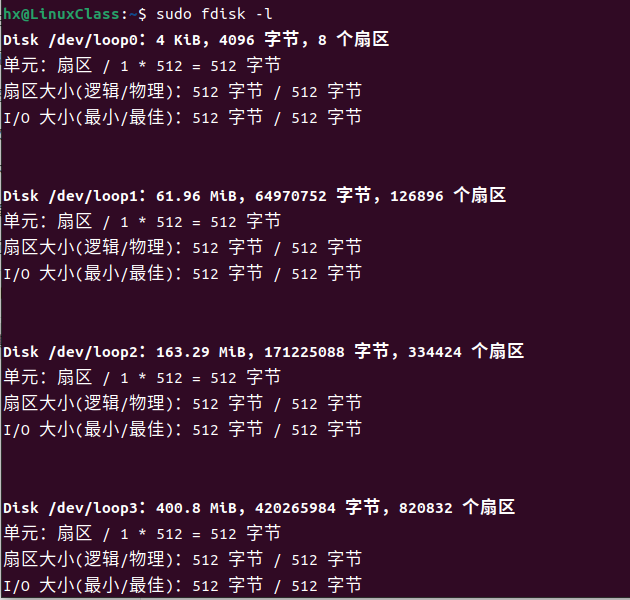 hx@LinuxClass:~$ sudo fdisk -l
Disk /dev/loop0：4 KiB，4096 字节，8 个扇区
单元：扇区 / 1 * 512 = 512 字节
扇区大小(逻辑/物理)：512 字节 / 512 字节
I/O 大小(最小/最佳)：512 字节 / 512 字节
Disk /dev/loop1：61.96 MiB，64970752 字节，126896 个扇区
单元：扇区 / 1 * 512 = 512 字节
扇区大小(逻辑/物理)：512 字节 / 512 字节
I/O 大小(最小/最佳)：512 字节 / 512 字节
Disk /dev/loop2：163.29 MiB，171225088 字节，334424 个扇区
单元：扇区 / 1 * 512 = 512 字节
扇区大小(逻辑/物理)：512 字节 / 512 字节
I/O 大小(最小/最佳)：512 字节 / 512 字节
Disk /dev/loop3：400.8 MiB，420265984 字节，820832 个扇区
单元：扇区 / 1 * 512 = 512 字节
扇区大小(逻辑/物理)：512 字节 / 512 字节
I/O 大小(最小/最佳)：512 字节 / 512 字节